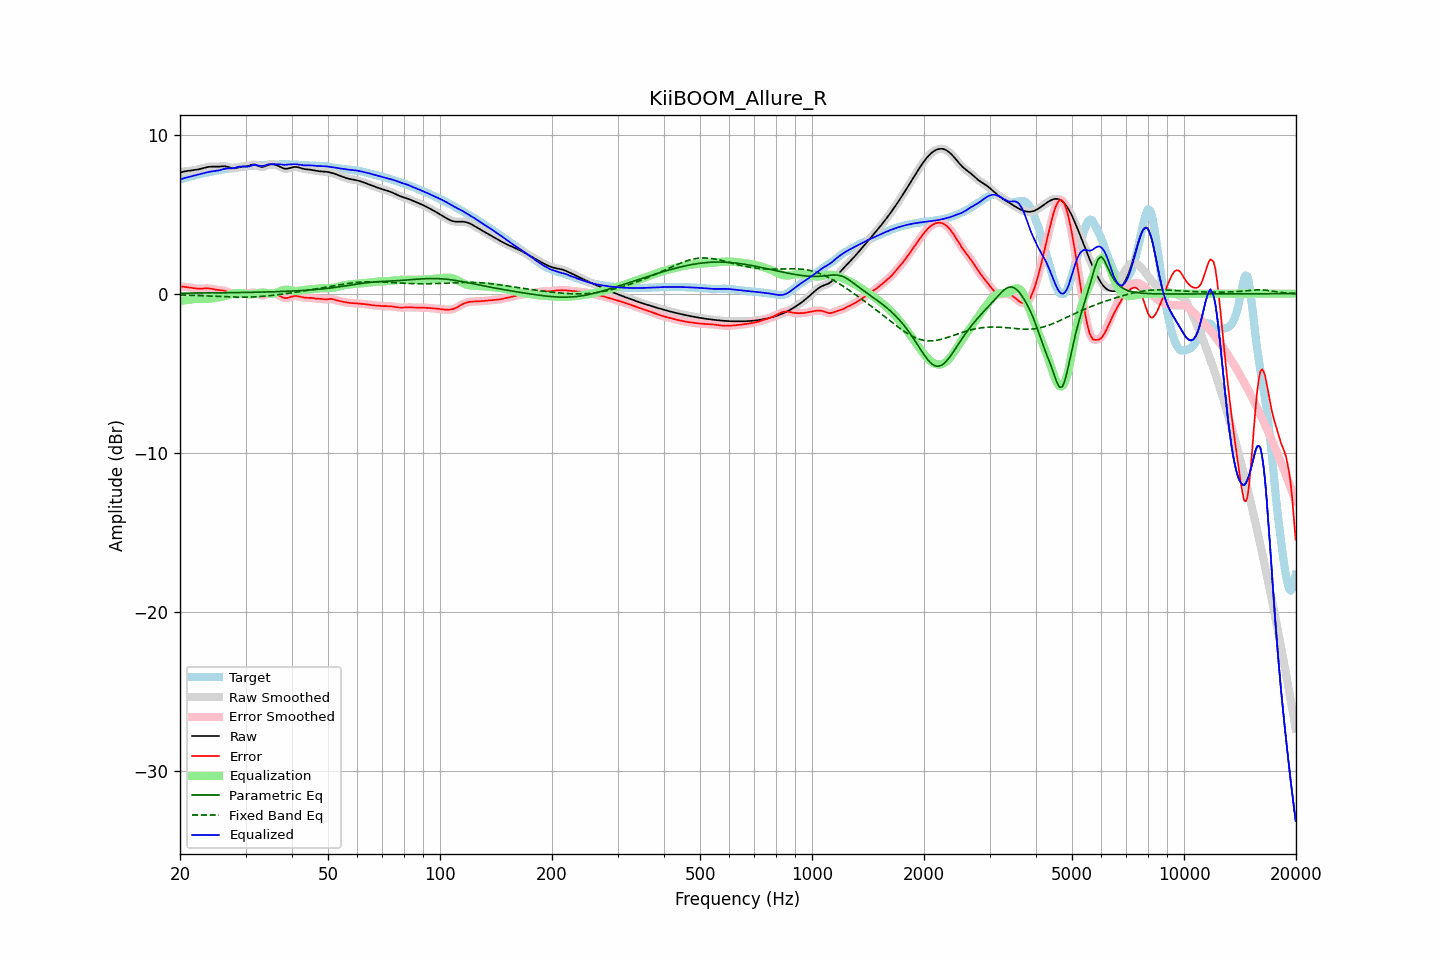 KiiBOOM_Allure_R
Amplitude (dBr)
10
0
−10
−20
−30
Target
Raw Smoothed
Error Smoothed
Raw
Error
Equalization
Parametric Eq
Fixed Band Eq
Equalized
20 50 100 200 500 1000 2000 5000 10000 20000
Frequency (Hz)